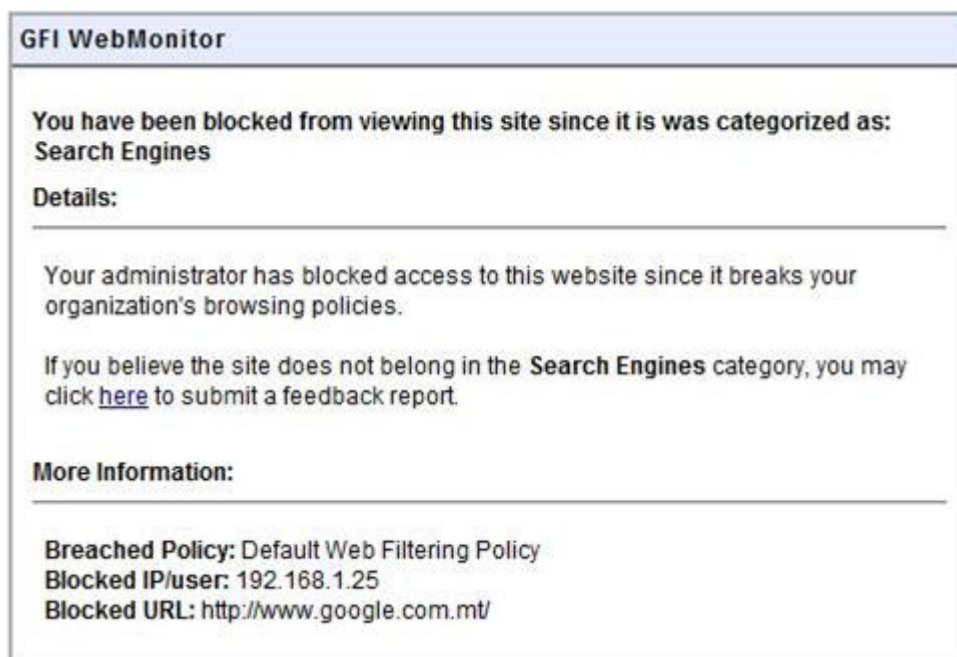 GFI WebMonitor
You have been blocked from viewing this site since it is was categorized as:
Search Engines
Details:
Your administrator has blocked access to this website since it breaks your
organization's browsing policies.
If you believe the site does not belong in the Search Engines category, you may
click here to submit a feedback report.
More Information:
Breached Policy: Default Web Filtering Policy
Blocked IP/user: 192.168.1.25
Blocked URL: http://www.google.com.mt/